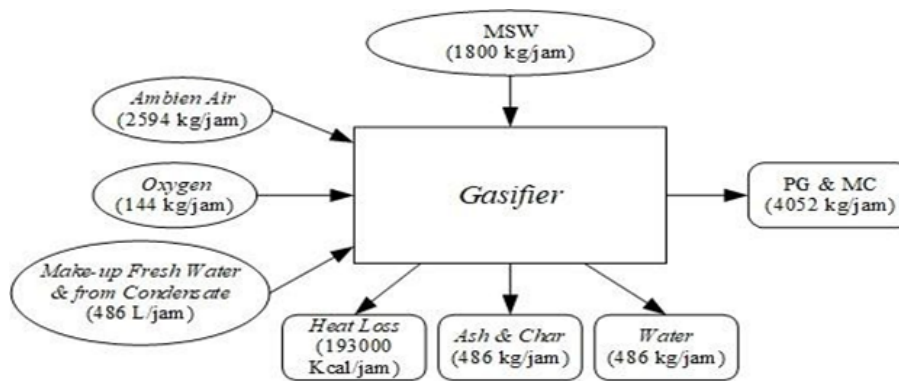 MSW
(1800 kg/jam)
Ambien Air
(2594 kg/jam)
Oxygen
(144 kg/jam)
Make-up Fresh Water
& from Condensate
(486 L/jam)
Gasifier
PG & MC
(4052 kg/jam)
Heat Loss
(193000
Kcal/jam)
Ash & Char
(486 kg/jam)
Water
(486 kg/jam)